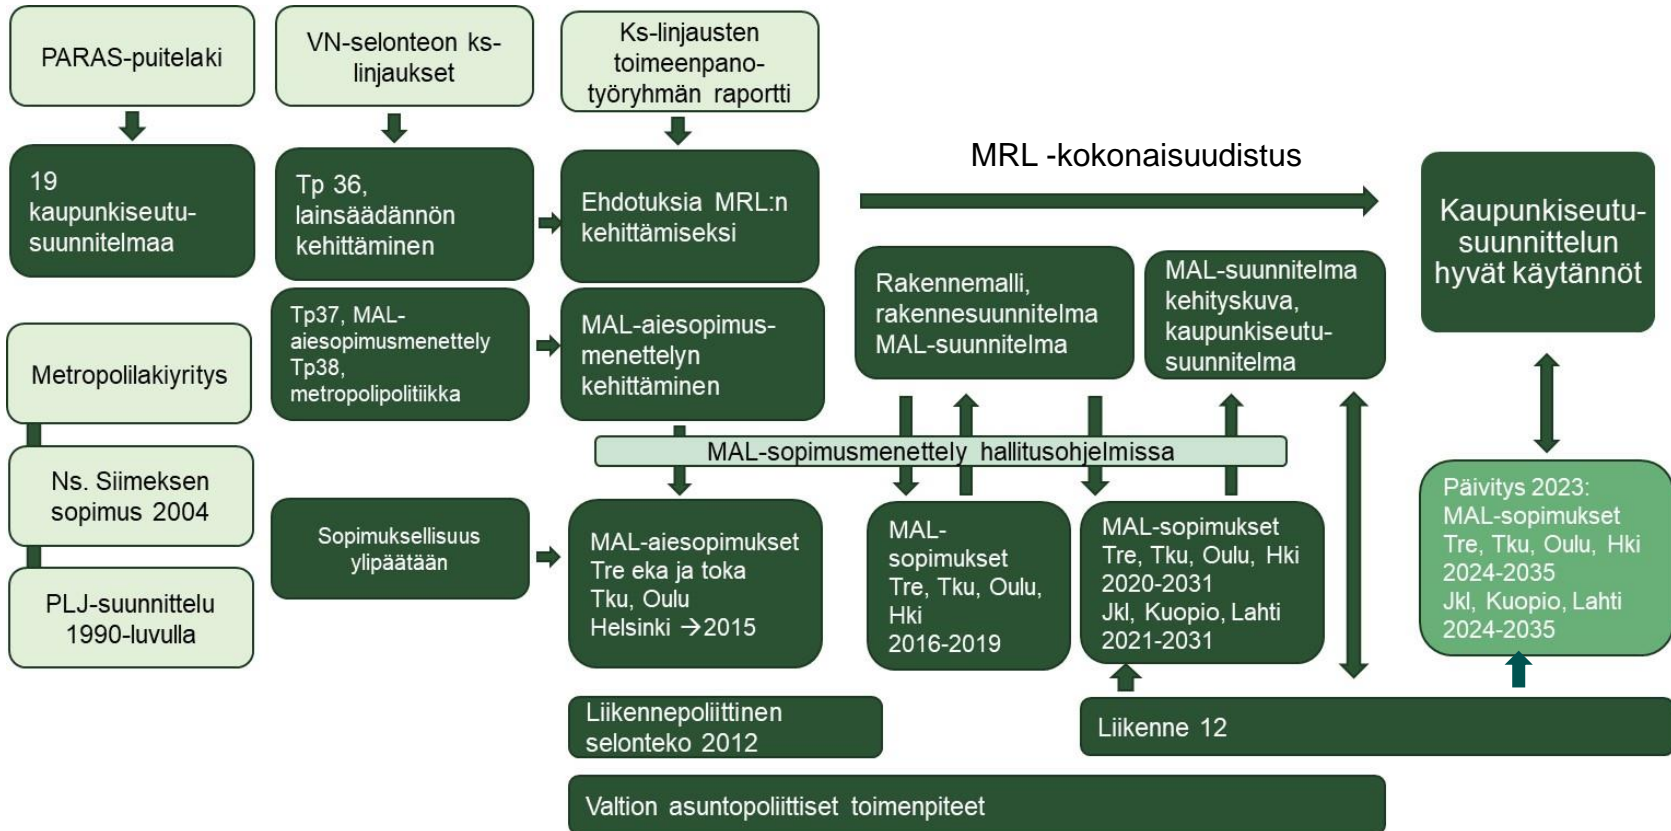 PARAS-puitelaki
VN-selonteon ks-
linjaukset
Ks-linjausten
toimeenpano-
työryhmän raportti
19
kaupunkiseutu-
suunnitelmaa
Tp 36,
lainsäädännön
kehittäminen
Ehdotuksia MRL:n
kehittämiseksi
MRL -kokonaisuudistus
Kaupunkiseutu-
suunnittelun
hyvät käytännöt
Rakennemalli,
rakennesuunnitelma
MAL-suunnitelma
MAL-suunnitelma
kehityskuva,
kaupunkiseutu-
suunnitelma
Metropolilakiyritys
Tp37, MAL-
aiesopimusmenettely
Tp38,
metropolipolitiikka
MAL-aiesopimus-
menettelyn
kehittäminen
MAL-sopimusmenettely hallitusohjelmissa
Ns. Siimeksen
sopimus 2004
PLJ-suunnittelu
1990-luvulla
Sopimuksellisuus
ylipäätään
MAL-aiesopimukset
Tre eka ja toka
Tku, Oulu
Helsinki →2015
MAL-
sopimukset
Tre, Tku, Oulu,
Hki
2016-2019
MAL-sopimukset
Tre, Tku, Oulu, Hki
2020-2031
Jkl, Kuopio, Lahti
2021-2031
Päivitys 2023:
MAL-sopimukset
Tre, Tku, Oulu, Hki
2024-2035
Jkl, Kuopio, Lahti
2024-2035
Liikennepoliittinen
selonteko 2012
Liikenne 12
Valtion asuntopoliittiset toimenpiteet